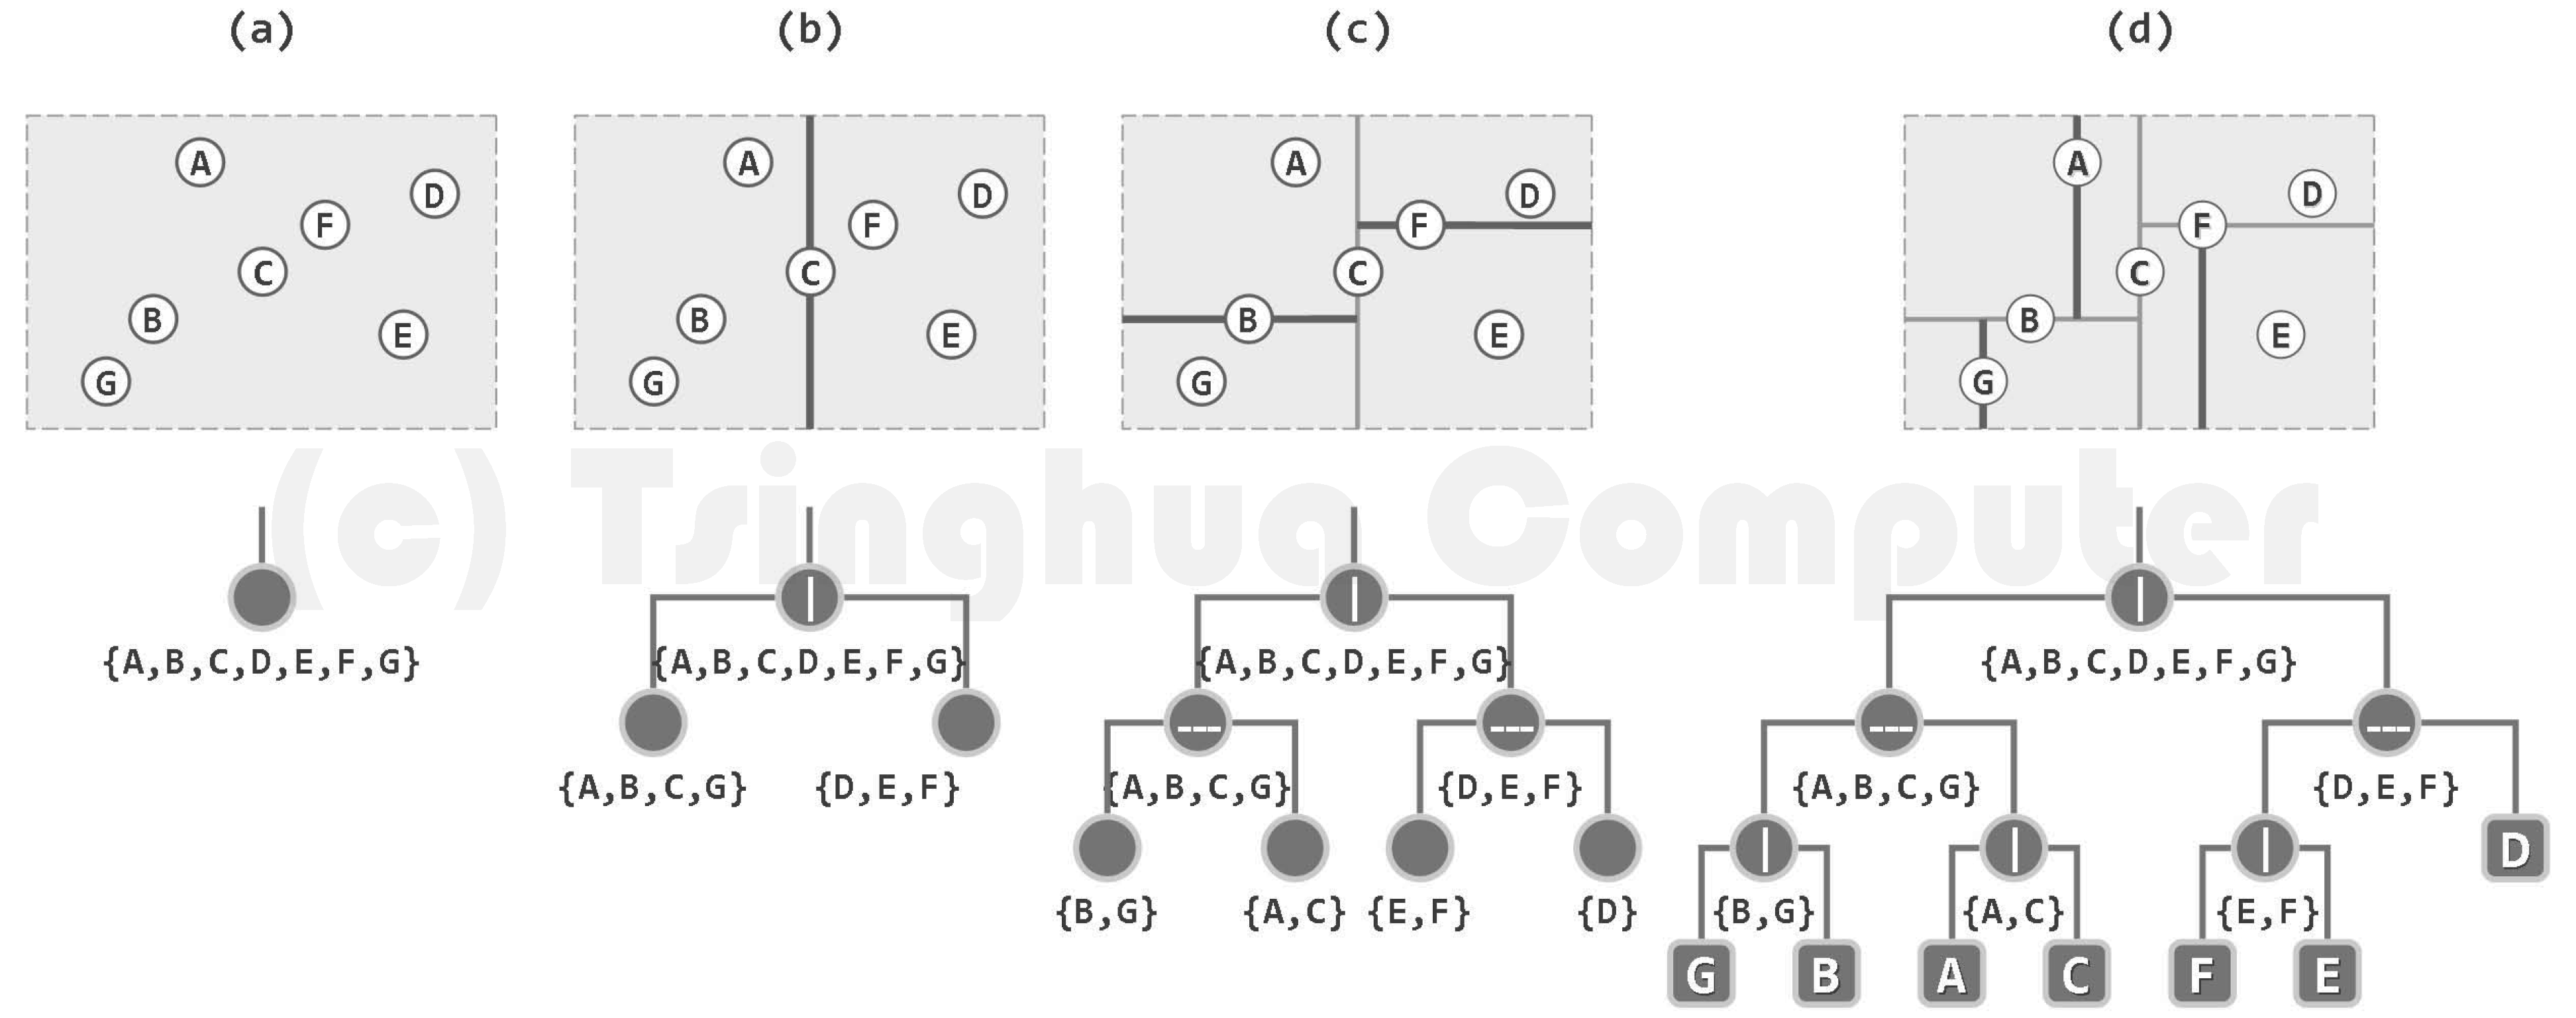 (a) (b) (c) (d)
A A A A
D D D D
F F F F
C C C C
B B B B
E E E E
G G G G
(c) Tsinghua Computer
{A,B,C,D,E,F,G} {A,B,C,D,E,F,G} {A,B,C,D,E,F,G} {A,B,C,D,E,F,G}
{A,B,C,G} {D,E,F} {A,B,C,G} {D,E,F} {A,B,C,G} {D,E,F}
D
{B,G} {A,C} {E,F} {D} {B,G} {A,C} {E,F}
G B A C F E